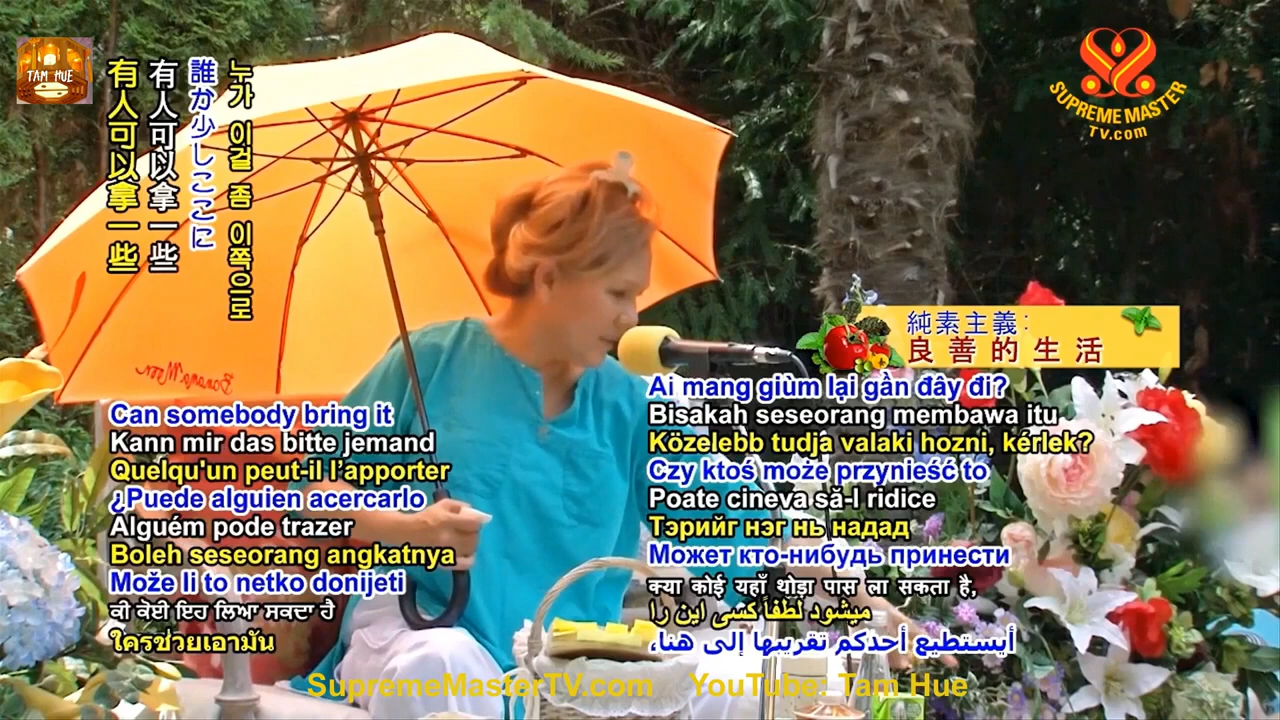 TAM HUE
有人可以拿一些
有人可以拿一些
誰か少しここに
누가 이걸 좀 이쪽으로
SUPREME MASTER
TV.com
純素主義：
良善的生活
Can somebody bring it
Kann mir das bitte jemand
Quelqu'un peut-il l’apporter
¿Puede alguien acercarlo
Alguém pode trazer
Boleh seseorang angkatnya
Može li to netko donijeti
ਕੀ ਕੋਈ ਇਹ ਲਿਆ ਸਕਦਾ ਹੈ
ใครช่วยเอามัน
Ai mang giùm lại gần đây đi?
Bisakah seseorang membawa itu
Közelebb tudja valaki hozni, kérlek?
Czy ktoś może przynieść to
Poate cineva să-l ridice
Тэрийг нэг нь надад
Может кто-нибудь принести
क्या कोई यहाँ थोड़ा पास ला सकता है,
میشود لطفاً کسی این را
أيستطيع أحدكم تقريبها إلى هنا،
SupremeMasterTV.com YouTube: Tam Hue